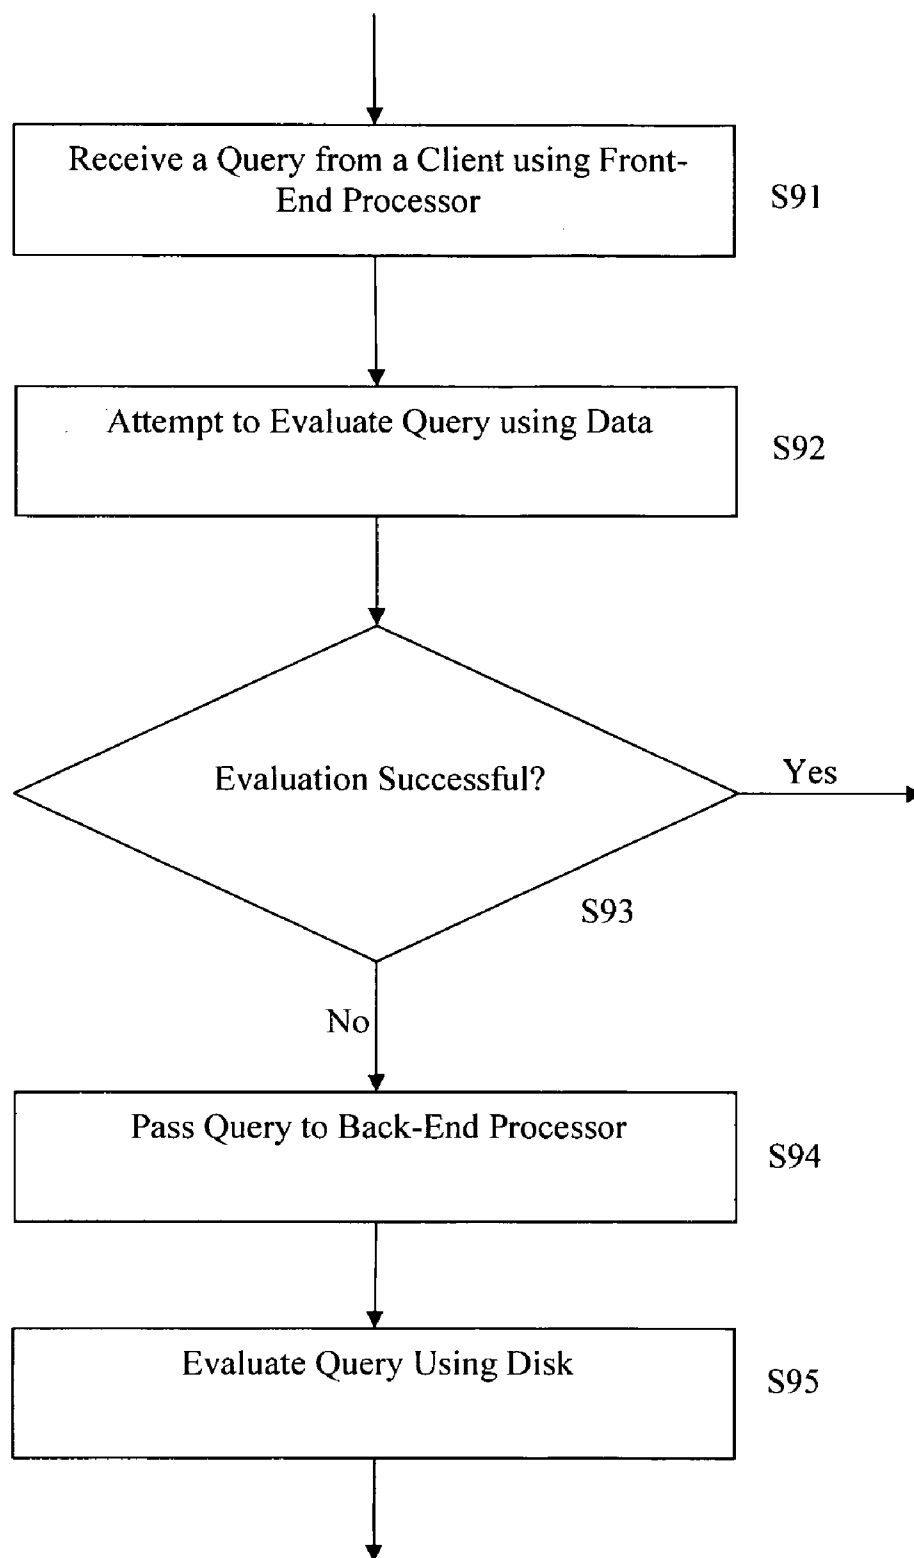 Receive a Query from a Client using Front-
End Processor
S91
Attempt to Evaluate Query using Data
S92
Evaluation Successful?
Yes
S93
No
Pass Query to Back-End Processor
S94
Evaluate Query Using Disk
S95